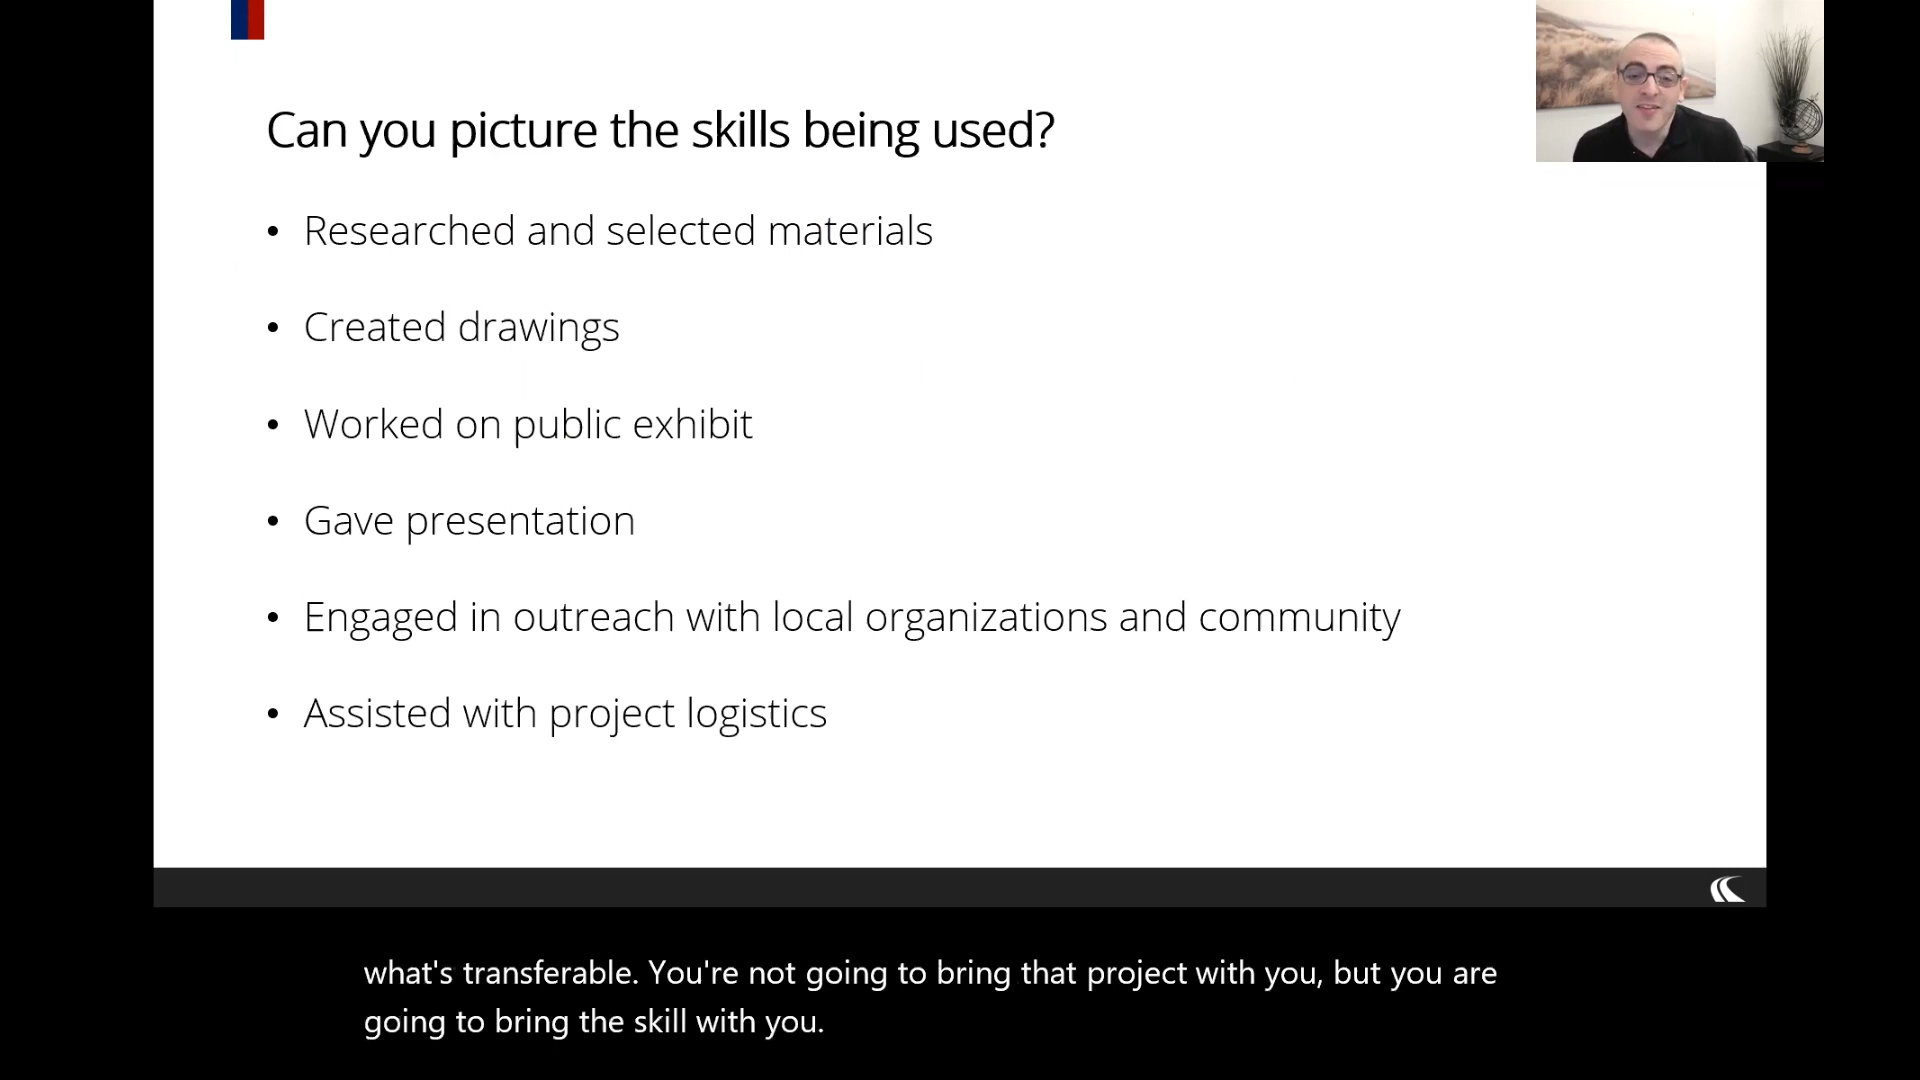 Can you picture the skills being used?
• Researched and selected materials
• Created drawings
• Worked on public exhibit
• Gave presentation
• Engaged in outreach with local organizations and community
• Assisted with project logistics
what's transferable. You're not going to bring that project with you, but you are
going to bring the skill with you.